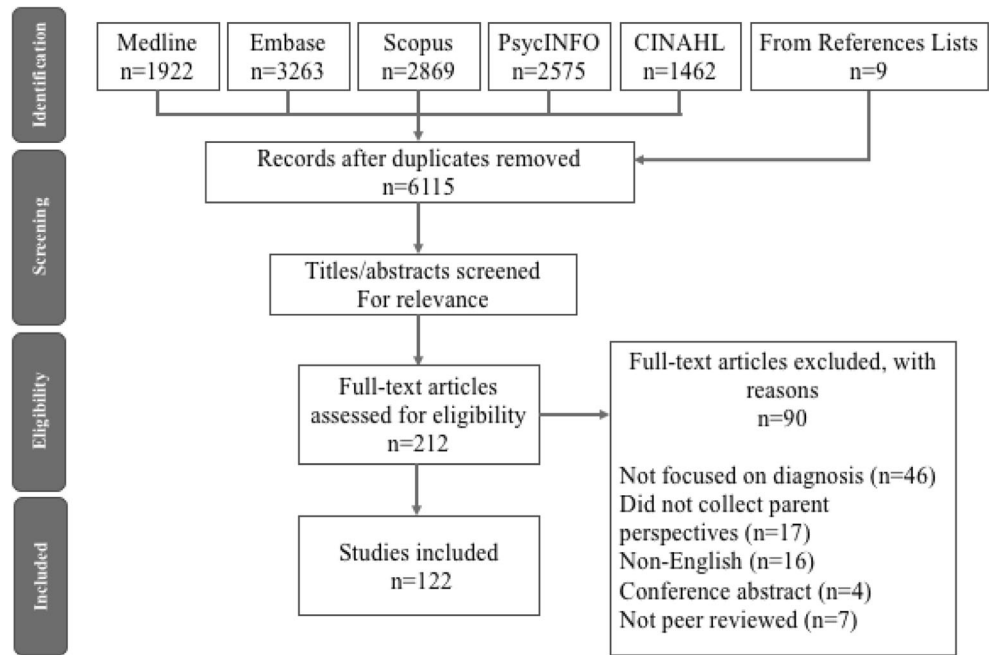 Identification
Medline
n=1922
Embase
n=3263
Scopus
n=2869
PsycINFO
n=2575
CINAHL
n=1462
From References Lists
n=9
Screening
Records after duplicates removed
n=6115
Titles/abstracts screened
For relevance
Eligibility
Full-text articles
assessed for eligibility
n=212
Full-text articles excluded, with
reasons
n=90
Not focused on diagnosis (n=46)
Did not collect parent
perspectives (n=17)
Non-English (n=16)
Conference abstract (n=4)
Not peer reviewed (n=7)
Included
Studies included
n=122